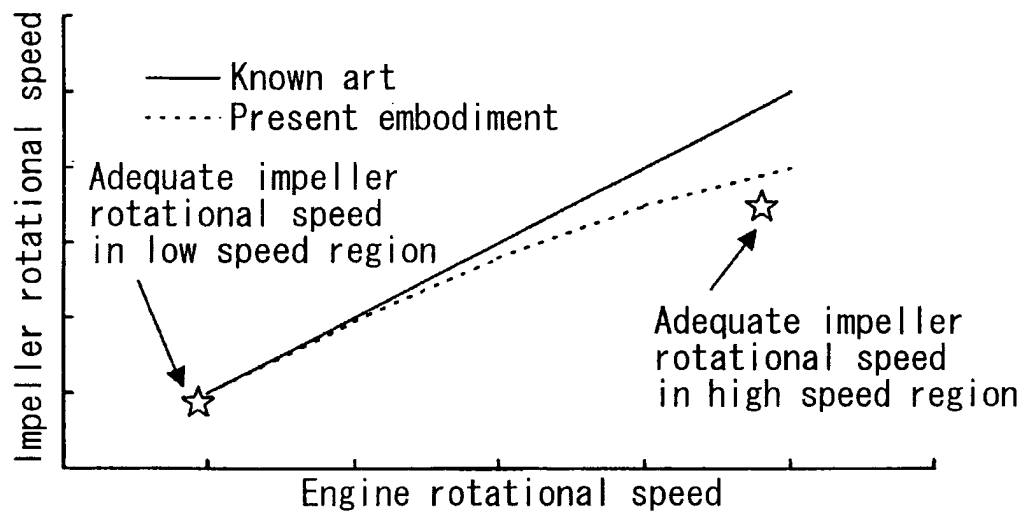 Impeller rotational speed
Known art
Present embodiment
Adequate impeller
rotational speed
in low speed region
Adequate impeller
rotational speed
in high speed region
Engine rotational speed